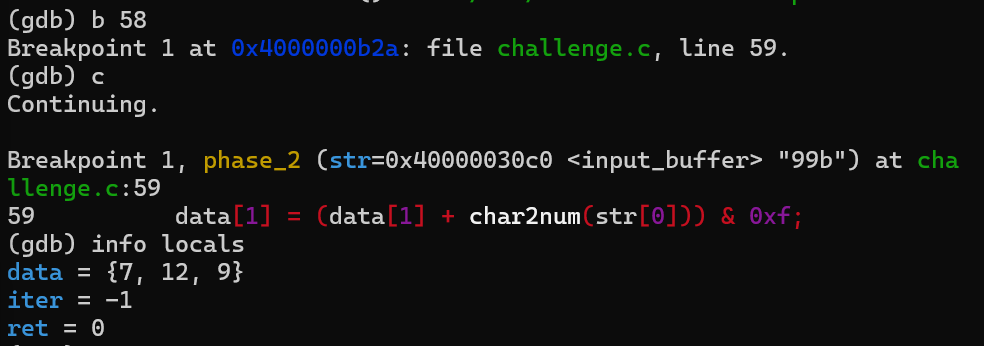 (gdb) b 58
Breakpoint 1 at 0x4000000b2a: file challenge.c, line 59.
(gdb) c
Continuing.
Breakpoint 1, phase_2 (str=0x40000030c0 <input_buffer> "99b") at cha
llenge.c:59
59          data[1] = (data[1] + char2num(str[0])) & 0xf;
(gdb) info locals
data = {7, 12, 9}
iter = -1
ret = 0